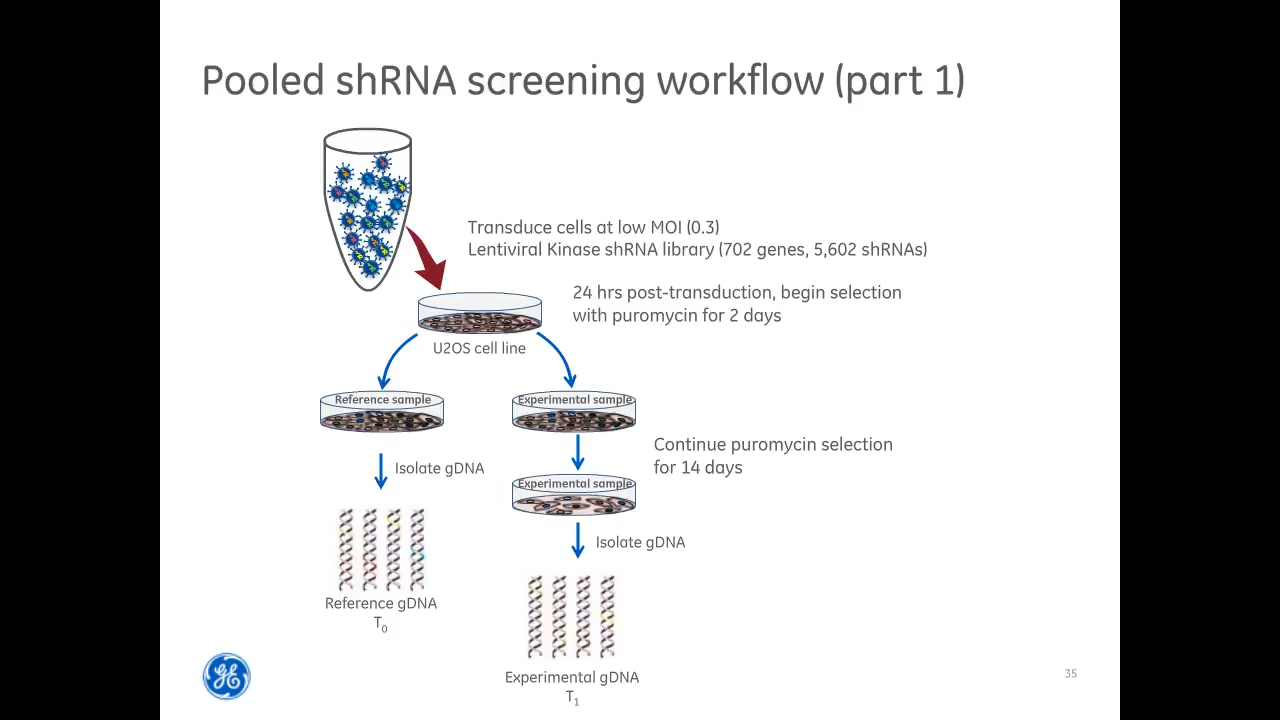 Pooled shRNA screening workflow (part 1)
Transduce cells at low MOI (0.3)
Lentiviral Kinase shRNA library (702 genes, 5,602 shRNAs)
24 hrs post-transduction, begin selection
with puromycin for 2 days
U2OS cell line
Reference sample
Experimental sample
Continue puromycin selection
for 14 days
Isolate gDNA
Experimental sample
Isolate gDNA
Reference gDNA
T0
Experimental gDNA
T1
GE
35